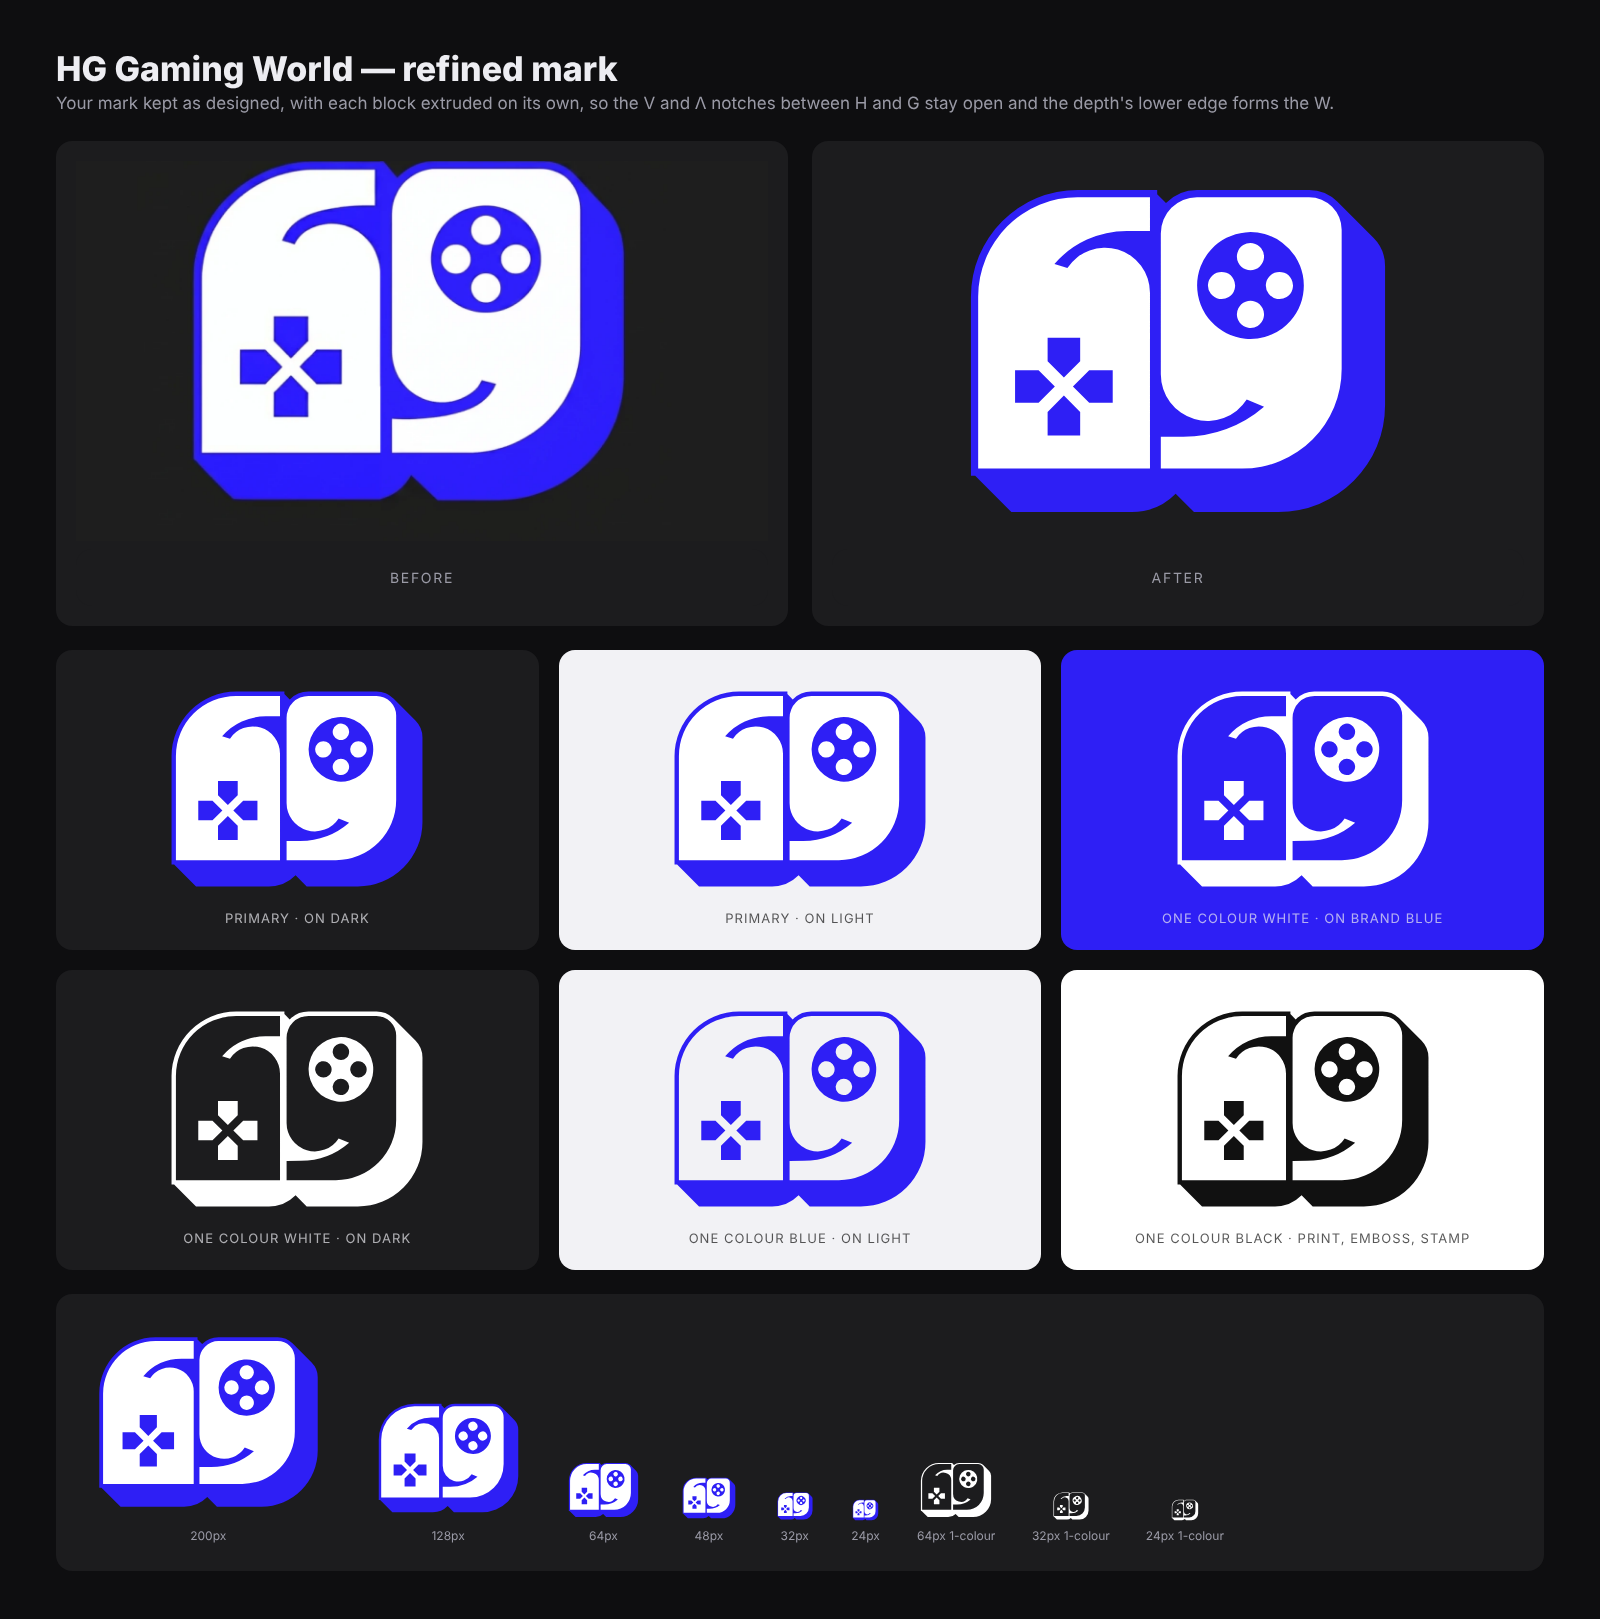 HG Gaming World — refined mark
Your mark kept as designed, with each block extruded on its own, so the V and Λ notches between H and G stay open and the depth's lower edge forms the W.
BEFORE
AFTER
PRIMARY · ON DARK
PRIMARY · ON LIGHT
ONE COLOUR WHITE · ON BRAND BLUE
ONE COLOUR WHITE · ON DARK
ONE COLOUR BLUE · ON LIGHT
ONE COLOUR BLACK · PRINT, EMBOSS, STAMP
200px
128px
64px
48px
32px
24px
64px 1-colour
32px 1-colour
24px 1-colour